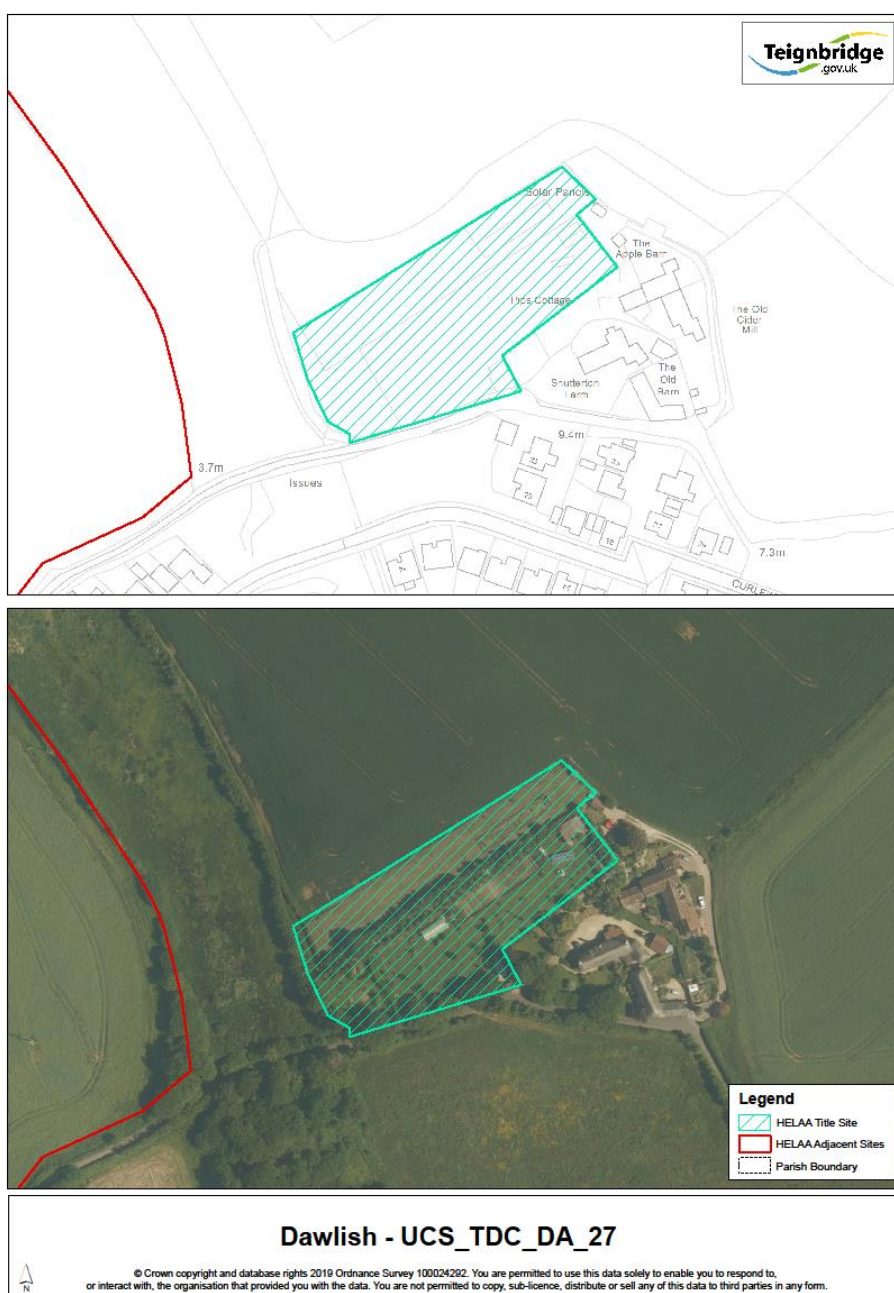 Teignbridge
.gov.uk
Solar Panels
The
Apple Barn
Pips Cottage
The Old
Cider
Mill
The
Old
Barn
Shutterton
Farm
9.4m
3.7m
Issues
7.3m
Legend
HELAA Title Site
HELAA Adjacent Sites
Parish Boundary
Dawlish - UCS_TDC_DA_27
N
© Crown copyright and database rights 2019 Ordnance Survey 100024292. You are permitted to use this data solely to enable you to respond to,
or interact with, the organisation that provided you with the data. You are not permitted to copy, sub-licence, distribute or sell any of this data to third parties in any form.